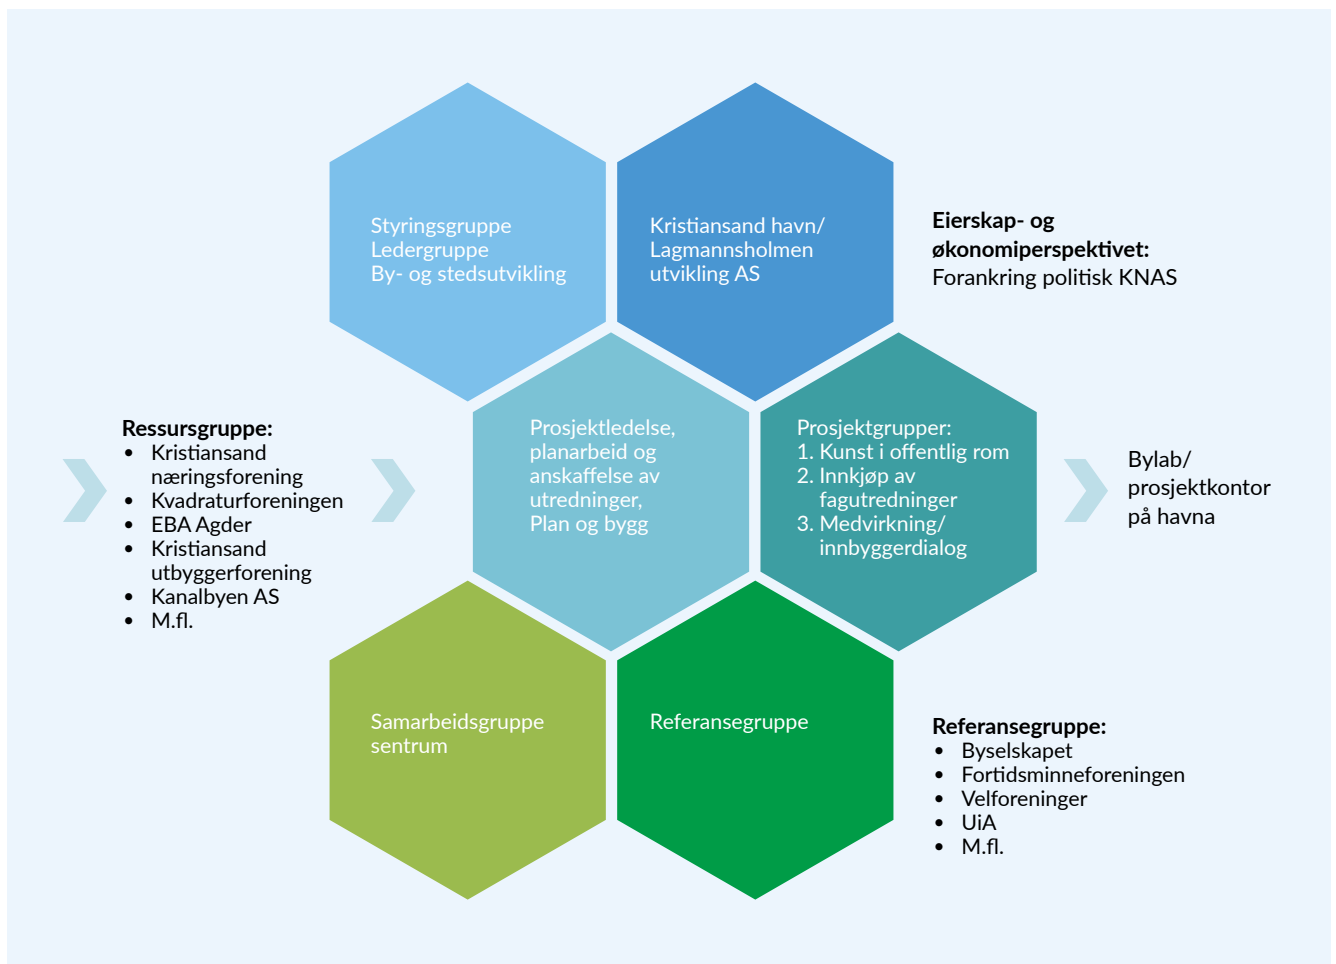 Styringsgruppe
Ledergruppe
By- og stedsutvikling
Kristiansand havn/
Lagmannsholmen
utvikling AS
Eierskap- og
økonomiperspektivet:
Forankring politisk KNAS
Ressursgruppe:
• Kristiansand
næringsforening
• Kvadraturforeningen
• EBA Agder
• Kristiansand
utbyggerforening
• Kanalbyen AS
• M.fl.
Prosjektledelse,
planarbeid og
anskaffelse av
utredninger,
Plan og bygg
Prosjektgrupper:
1. Kunst i offentlig rom
2. Innkjøp av
fagutredninger
3. Medvirkning/
innbyggerdialog
Bylab/
prosjektkontor
på havna
Samarbeidsgruppe
sentrum
Referansegruppe
Referansegruppe:
• Byselskapet
• Fortidsminneforeningen
• Velforeninger
• UiA
• M.fl.